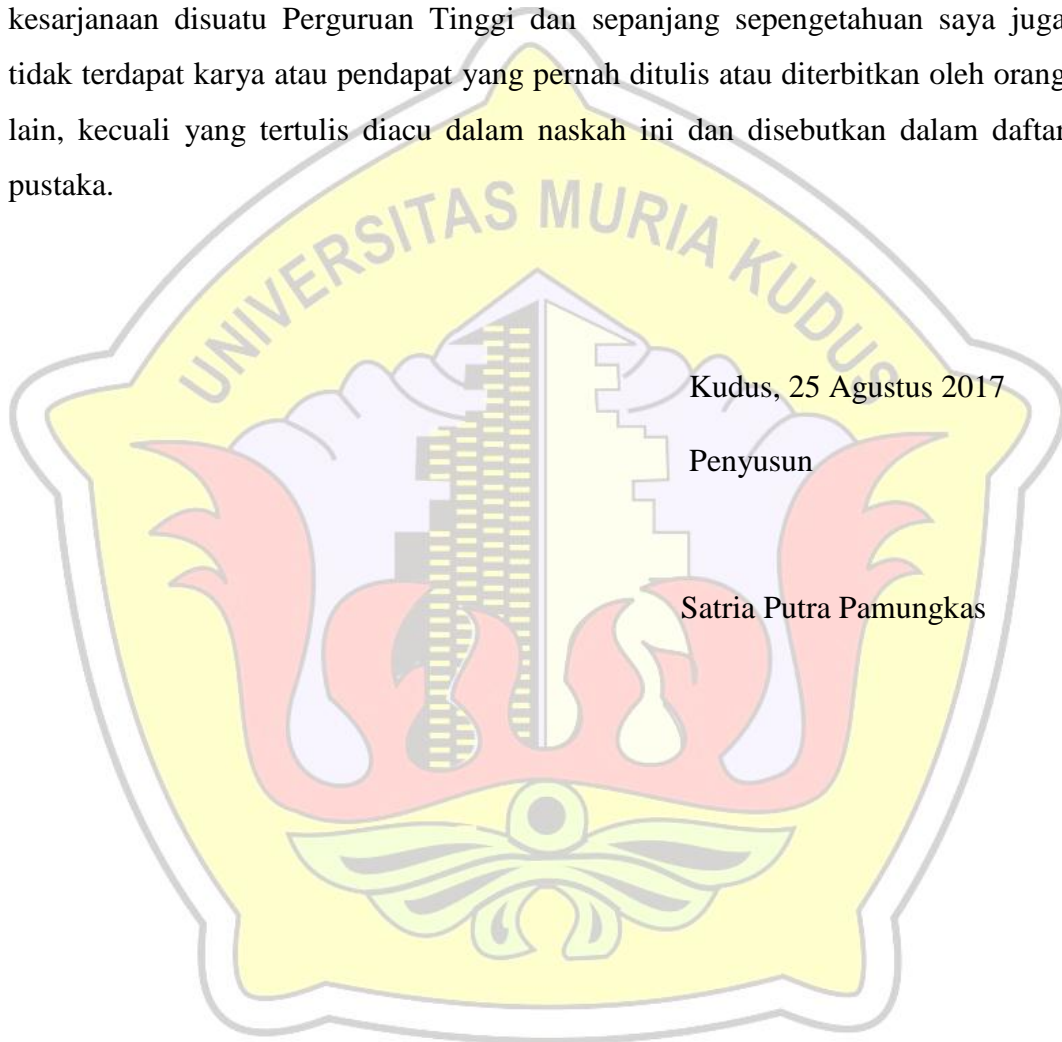 kesarjanaan disuatu Perguruan Tinggi dan sepanjang sepengetahuan saya juga
tidak terdapat karya atau pendapat yang pernah ditulis atau diterbitkan oleh orang
lain, kecuali yang tertulis diacu dalam naskah ini dan disebutkan dalam daftar
pustaka.
UNIVERSITAS MURIA KUDUS
Kudus, 25 Agustus 2017
Penyusun
Satria Putra Pamungkas